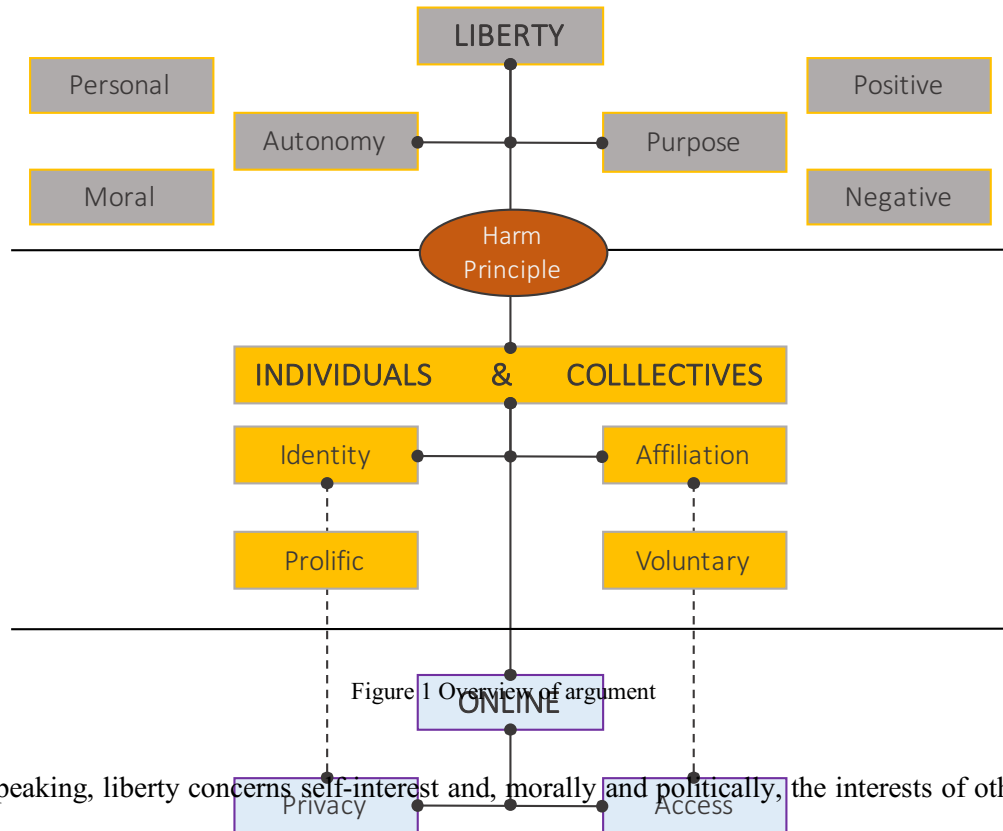 LIBERTY
Personal
Positive
Autonomy
Purpose
Moral
Negative
Harm
Principle
INDIVIDUALS & COLLLECTIVES
Identity
Affiliation
Prolific
Voluntary
Figure 1 Overview of argument
ONLINE
peaking, liberty concerns self-interest and, morally and politically, the interests of oth
Privacy
Access